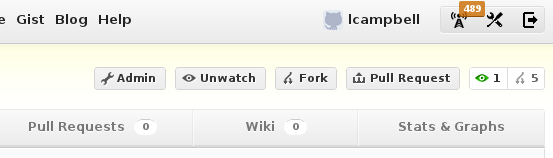 e Gist Blog Help lcampbell 489
Admin Unwatch Fork Pull Request 1 5
Pull Requests 0 Wiki 0 Stats & Graphs